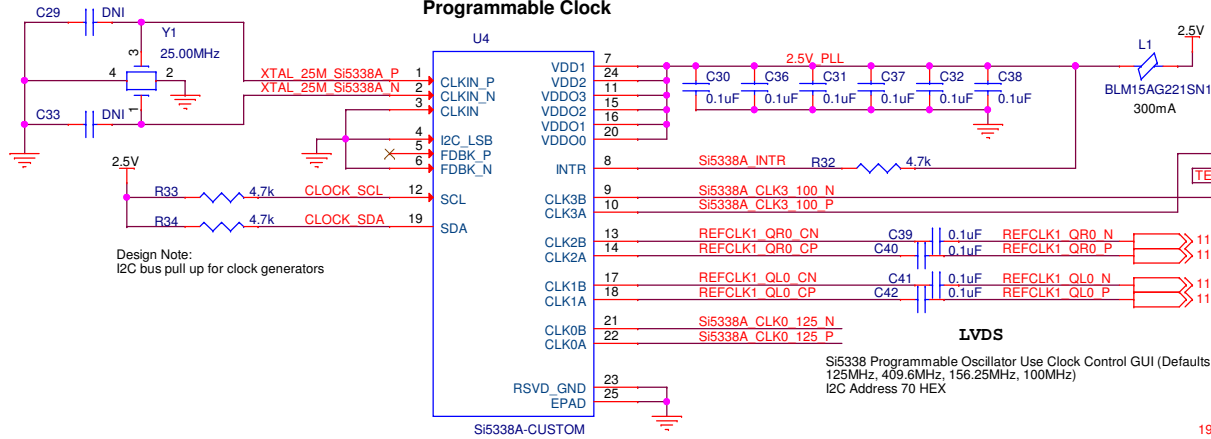 Programmable Clock
C29 DNI
Y1
25.00MHz
3
4
2
1
C33 DNI
XTAL_25M_Si5338A_P
XTAL_25M_Si5338A_N
U4
1 CLKIN_P
2 CLKIN_N
3 CLKIN
4 I2C_LSB
5 FDBK_P
6 FDBK_N
2.5V
R33 4.7k CLOCK_SCL 12 SCL
R34 4.7k CLOCK_SDA 19 SDA
Design Note:
I2C bus pull up for clock generators
VDD1 7
VDD2 24
VDDO3 11
VDDO2 15
VDDO1 16
VDDO0 20
INTR 8 Si5338A_INTR R32 4.7k
CLK3B 9 Si5338A_CLK3_100_N
CLK3A 10 Si5338A_CLK3_100_P
CLK2B 13 REFCLK1_QR0_CN C39 0.1uF REFCLK1_QR0_N 11
CLK2A 14 REFCLK1_QR0_CP C40 0.1uF REFCLK1_QR0_P 11
CLK1B 17 REFCLK1_QL0_CN C41 0.1uF REFCLK1_QL0_N 11
CLK1A 18 REFCLK1_QL0_CP C42 0.1uF REFCLK1_QL0_P 11
CLK0B 21 Si5338A_CLK0_125_N
CLK0A 22 Si5338A_CLK0_125_P
RSVD_GND 23
EPAD 25
Si5338A-CUSTOM
2.5V_PLL
C30 0.1uF
C36 0.1uF
C31 0.1uF
C37 0.1uF
C32 0.1uF
C38 0.1uF
2.5V
L1
BLM15AG221SN1
300mA
TE
LVDS
Si5338 Programmable Oscillator Use Clock Control GUI (Defaults
125MHz, 409.6MHz, 156.25MHz, 100MHz)
I2C Address 70 HEX
19